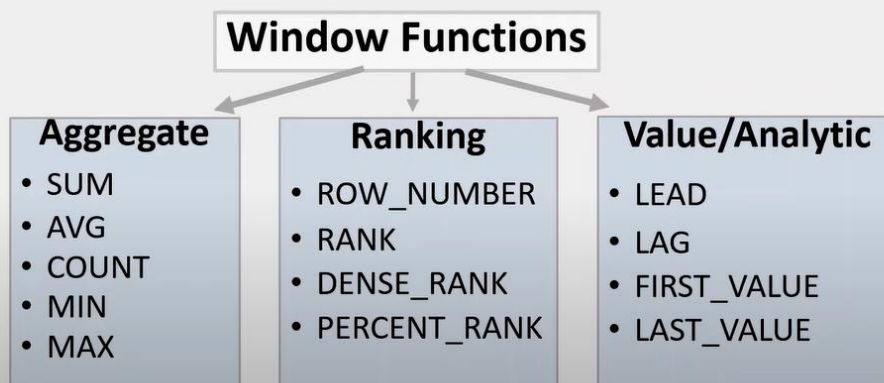 Window Functions
Aggregate
• SUM
• AVG
• COUNT
• MIN
• MAX
Ranking
• ROW_NUMBER
• RANK
• DENSE_RANK
• PERCENT_RANK
Value/Analytic
• LEAD
• LAG
• FIRST_VALUE
• LAST_VALUE